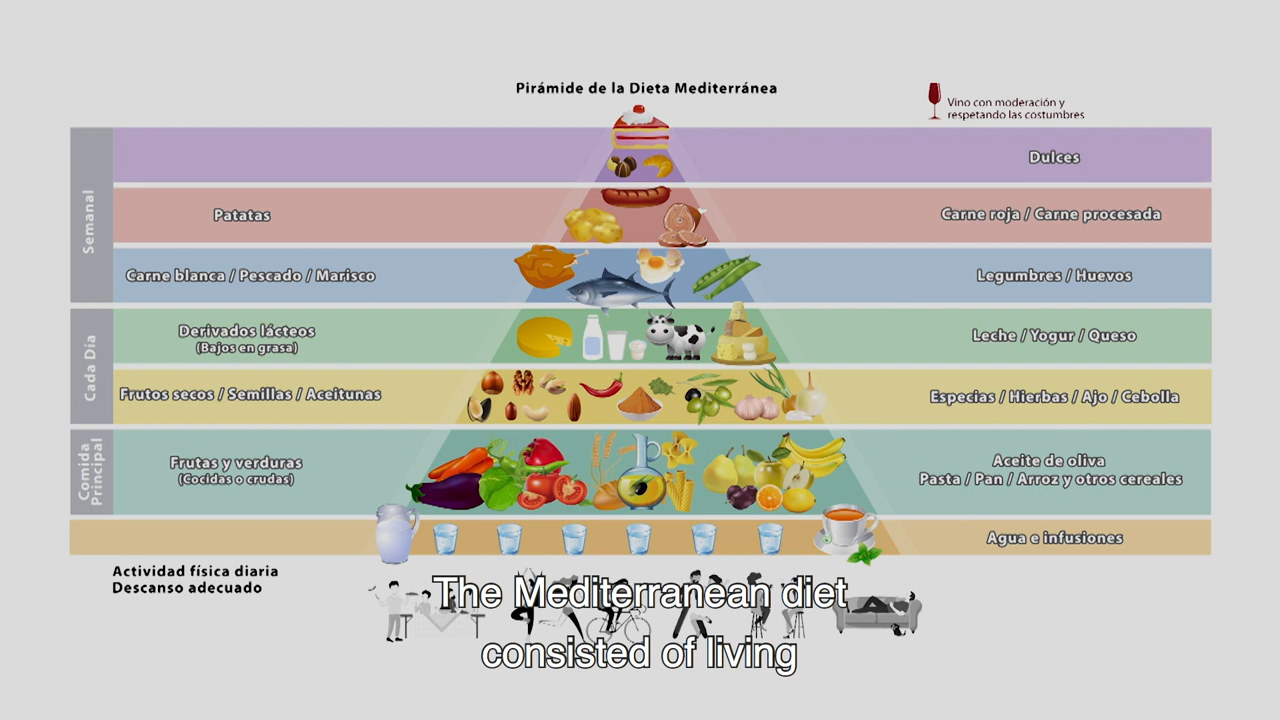 Pirámide de la Dieta Mediterránea
Vino con moderación y
respetando las costumbres
Semanal
Dulces
Patatas
Carne roja / Carne procesada
Carne blanca / Pescado / Marisco
Legumbres / Huevos
Cada Día
Derivados lácteos
(Bajos en grasa)
Leche / Yogur / Queso
Frutos secos / Semillas / Aceitunas
Especias / Hierbas / Ajo / Cebolla
Comida
Principal
Frutas y verduras
(Cocidas o crudas)
Aceite de oliva
Pasta / Pan / Arroz y otros cereales
Agua e infusiones
Actividad física diaria
Descanso adecuado
The Mediterranean diet
consisted of living